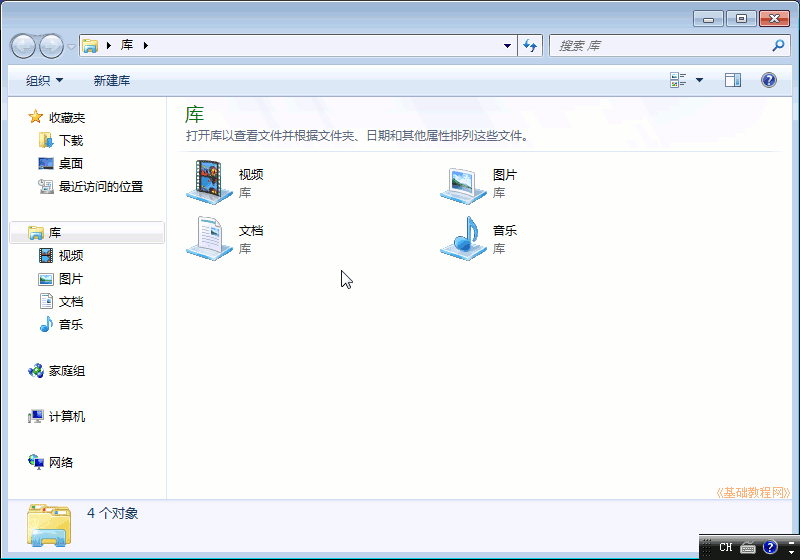 库
搜索 库
组织
新建库
收藏夹
下载
桌面
最近访问的位置
库
视频
图片
文档
音乐
家庭组
计算机
网络
库
打开库以查看文件并根据文件夹、日期和其他属性排列这些文件。
视频
库
图片
库
文档
库
音乐
库
《基础教程网》
4 个对象
CH